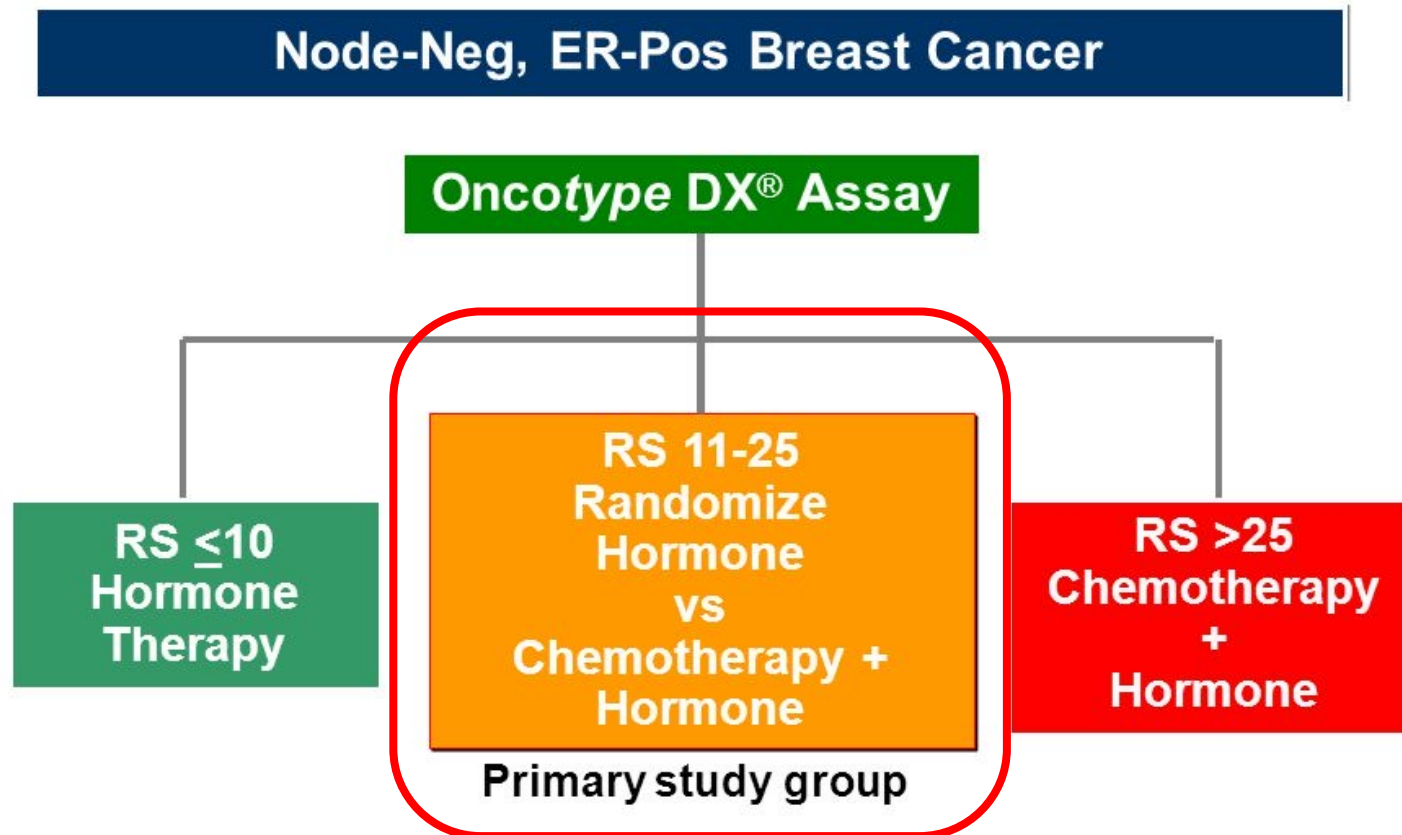 Node-Neg, ER-Pos Breast Cancer
Oncotype DX® Assay
RS ≤10
Hormone
Therapy
RS 11-25
Randomize
Hormone
vs
Chemotherapy +
Hormone
Primary study group
RS >25
Chemotherapy
+
Hormone